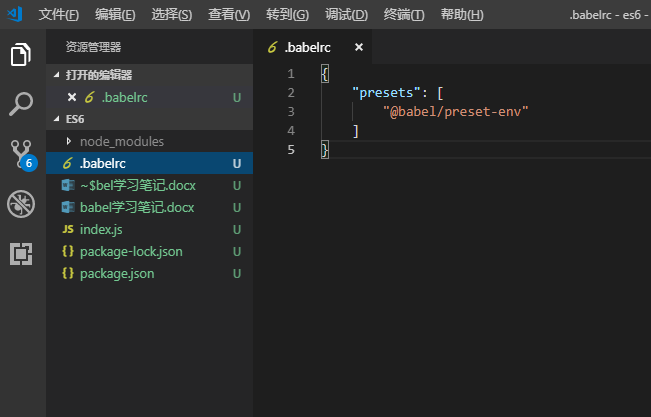 文件(F) 编辑(E) 选择(S) 查看(V) 转到(G) 调试(D) 终端(T) 帮助(H) .babelrc - es6 -
资源管理器
.babelrc ×
打开的编辑器
× .babelrc U
ES6
node_modules
.babelrc U
~$bel学习笔记.docx U
babel学习笔记.docx U
JS index.js U
{} package-lock.json U
{} package.json U
6
1 {
2 "presets": [
3 "@babel/preset-env"
4 ]
5 }